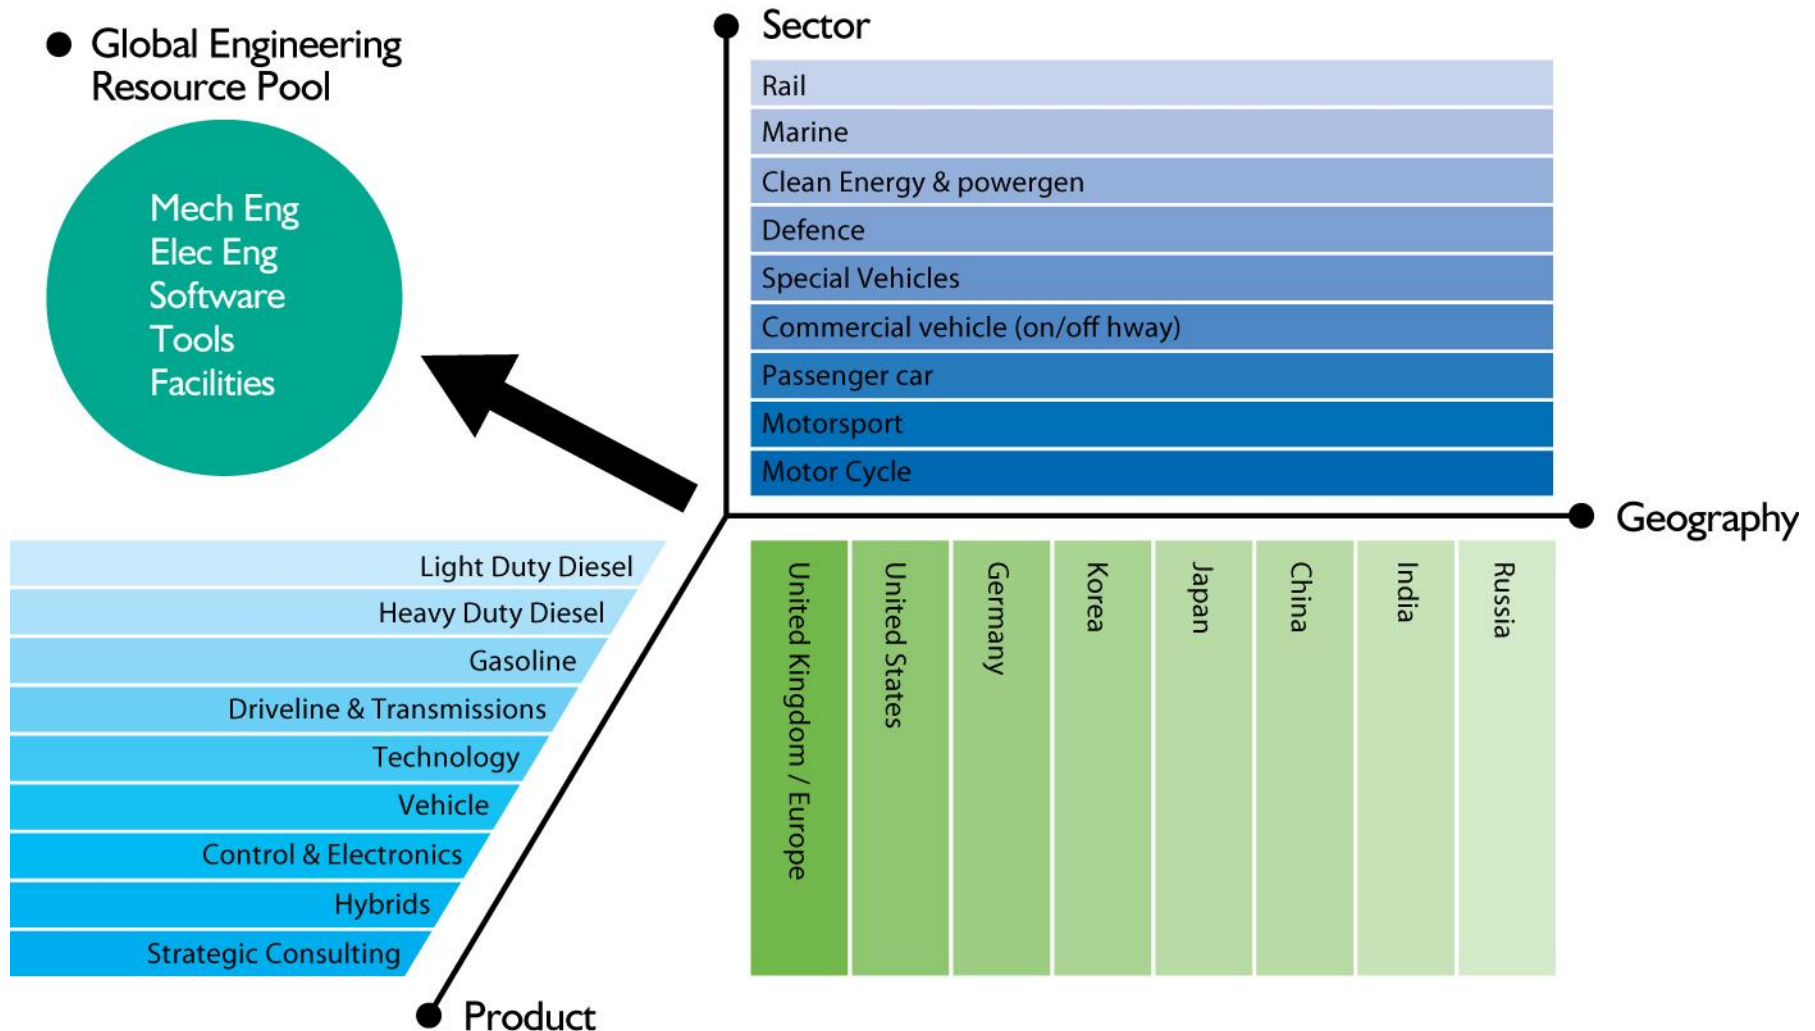 Global Engineering
Resource Pool
Mech Eng
Elec Eng
Software
Tools
Facilities
Sector
Rail
Marine
Clean Energy & powergen
Defence
Special Vehicles
Commercial vehicle (on/off hway)
Passenger car
Motorsport
Motor Cycle
Geography
United Kingdom / Europe
United States
Germany
Korea
Japan
China
India
Russia
Light Duty Diesel
Heavy Duty Diesel
Gasoline
Driveline & Transmissions
Technology
Vehicle
Control & Electronics
Hybrids
Strategic Consulting
Product